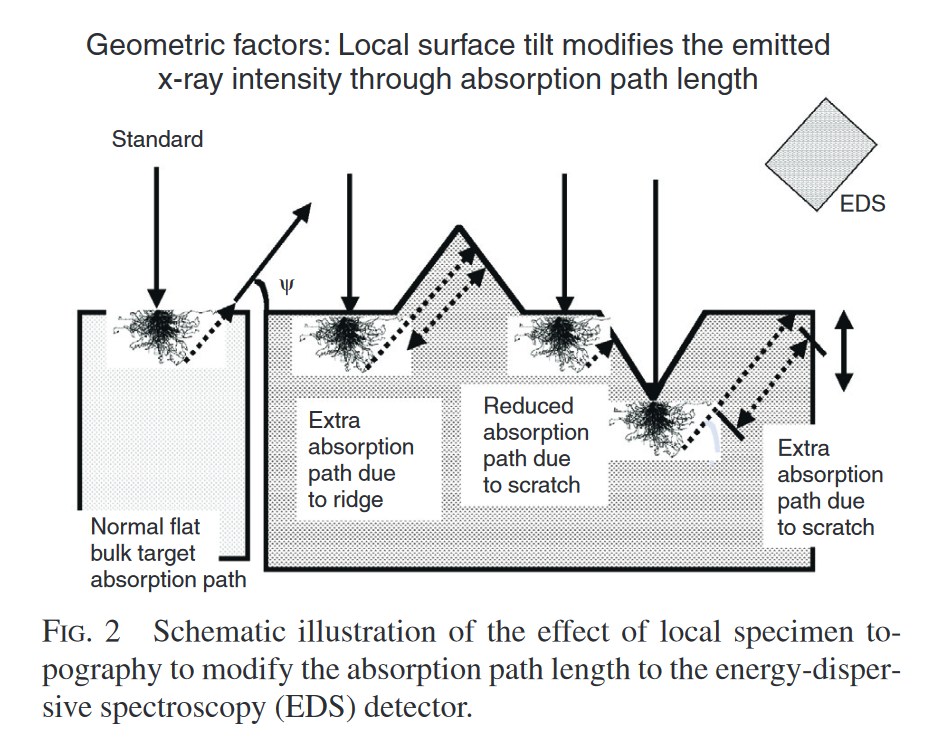 Geometric factors: Local surface tilt modifies the emitted
x-ray intensity through absorption path length
Standard
EDS
ψ
Extra
absorption
path due
to ridge
Reduced
absorption
path due
to scratch
Extra
absorption
path due
to scratch
Normal flat
bulk target
absorption path
FIG. 2 Schematic illustration of the effect of local specimen to-
pography to modify the absorption path length to the energy-disper-
sive spectroscopy (EDS) detector.